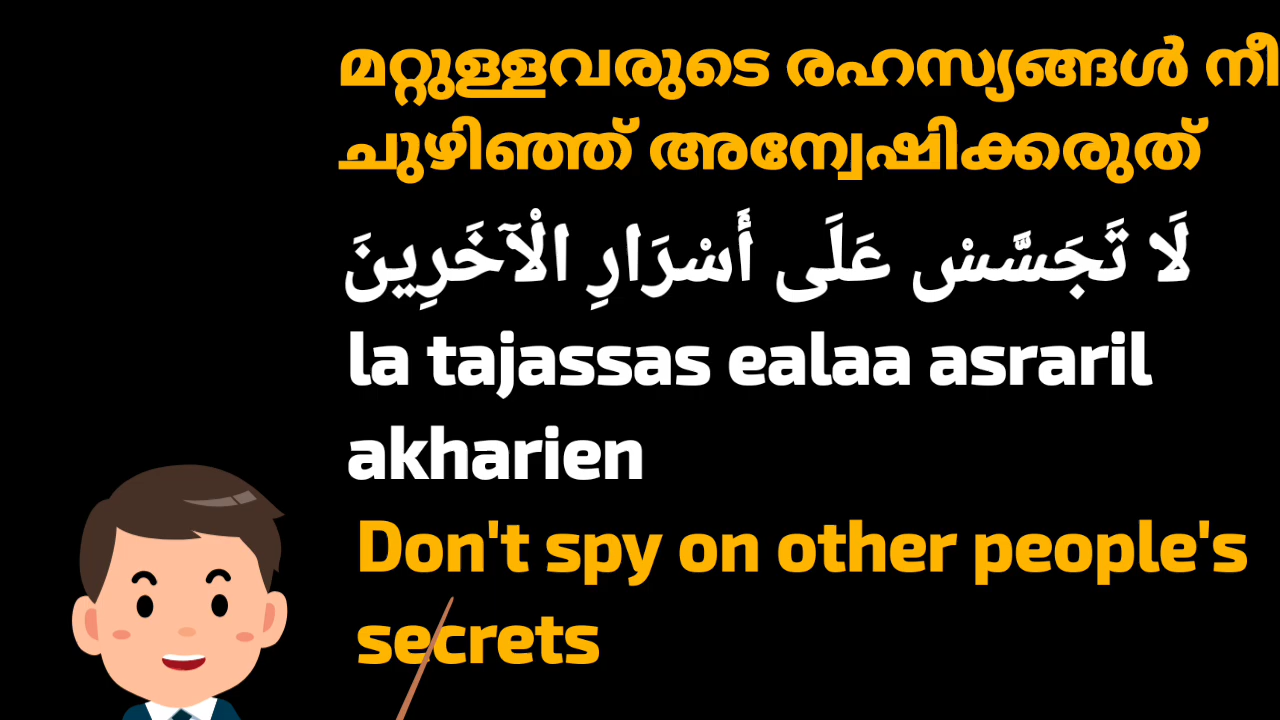 മറ്റുള്ളവരുടെ രഹസ്യങ്ങൾ നീ
ചുഴിഞ്ഞ് അന്വേഷിക്കരുത്
لَا تَجَسَّسْ عَلَى أَسْرَارِ الْآخَرِينَ
la tajassas ealaa asraril
akharien
Don't spy on other people's
secrets